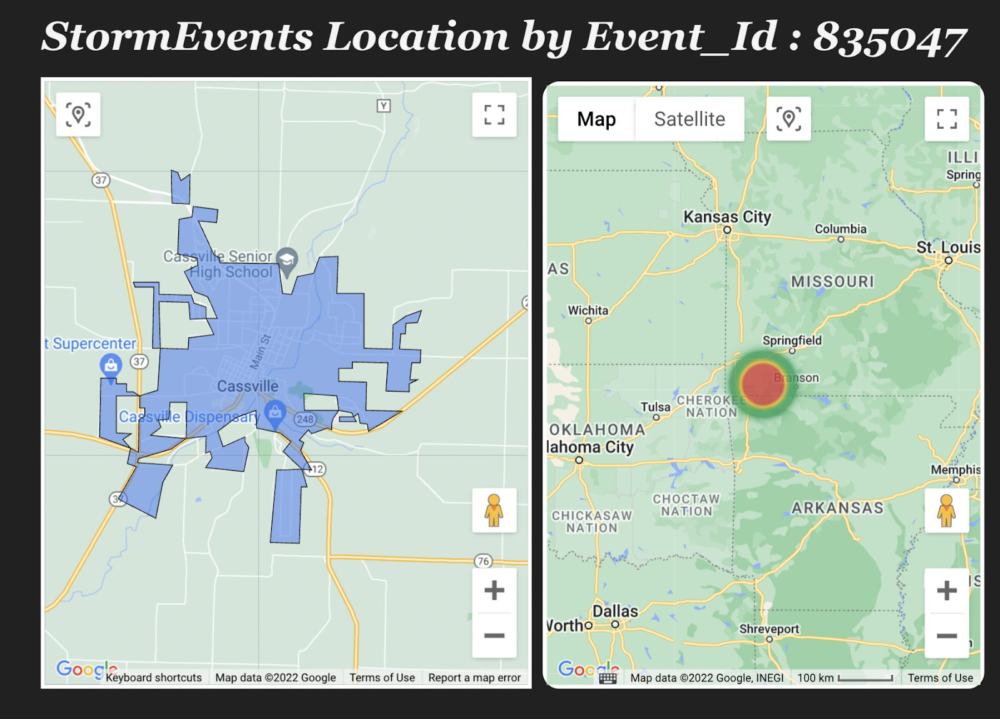 StormEvents Location by Event_Id : 835047
Y
37
Cassville Senior
High School
t Supercenter
37
Main St
Cassville
Cassville Dispensary
248
112
37
76
Google
Keyboard shortcuts
Map data ©2022 Google
Terms of Use
Report a map error
Map
Satellite
ILLI
Spring
Kansas City
Columbia
St. Louis
AS
MISSOURI
Wichita
Springfield
Branson
CHEROKEE
NATION
Tulsa
OKLAHOMA
lahoma City
Memphis
CHOCTAW
NATION
ARKANSAS
CHICKASAW
NATION
IS
Dallas
Worth
Shreveport
n
Google
Map data ©2022 Google, INEGI
100 km
Terms of Use